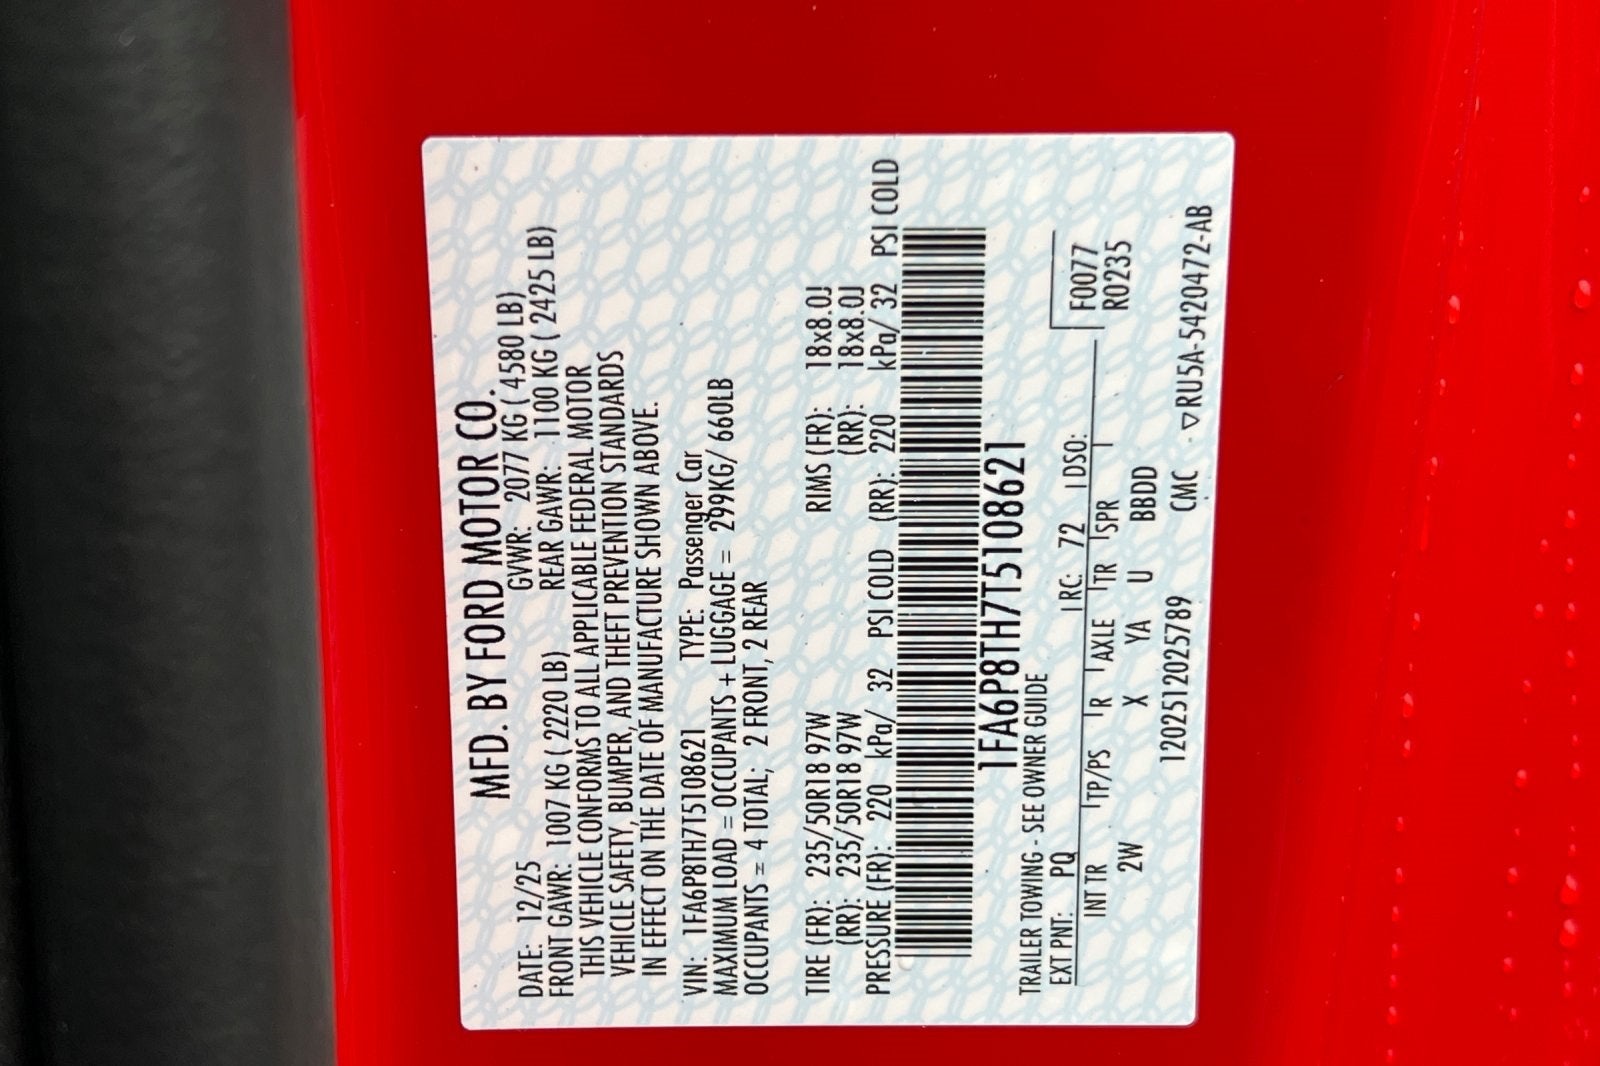 MFD. BY FORD MOTOR CO.
DATE: 12/25 GVWR: 2077 KG ( 4580 LB)
FRONT GAWR: 1007 KG ( 2220 LB) REAR GAWR: 1100 KG ( 2425 LB)
THIS VEHICLE CONFORMS TO ALL APPLICABLE FEDERAL MOTOR
VEHICLE SAFETY, BUMPER, AND THEFT PREVENTION STANDARDS
IN EFFECT ON THE DATE OF MANUFACTURE SHOWN ABOVE.
VIN: 1FA6P8TH7T5108621 TYPE: Passenger Car
MAXIMUM LOAD = OCCUPANTS + LUGGAGE = 299KG/ 660LB
OCCUPANTS = 4 TOTAL; 2 FRONT, 2 REAR
TIRE (FR): 235/50R18 97W RIMS (FR): 18x8.0J
(RR): 235/50R18 97W (RR): 18x8.0J
PRESSURE (FR): 220 kPa/ 32 PSI COLD (RR): 220 kPa/ 32 PSI COLD
1FA6P8TH7T5108621
TRAILER TOWING - SEE OWNER GUIDE
EXT PNT: PQ RC: 72 DSO: F0077
INT TR TP/PS R AXLE TR SPR R0235
2W X YA U BBDD
1202512025789 CMC ▽RU5A-5420472-AB